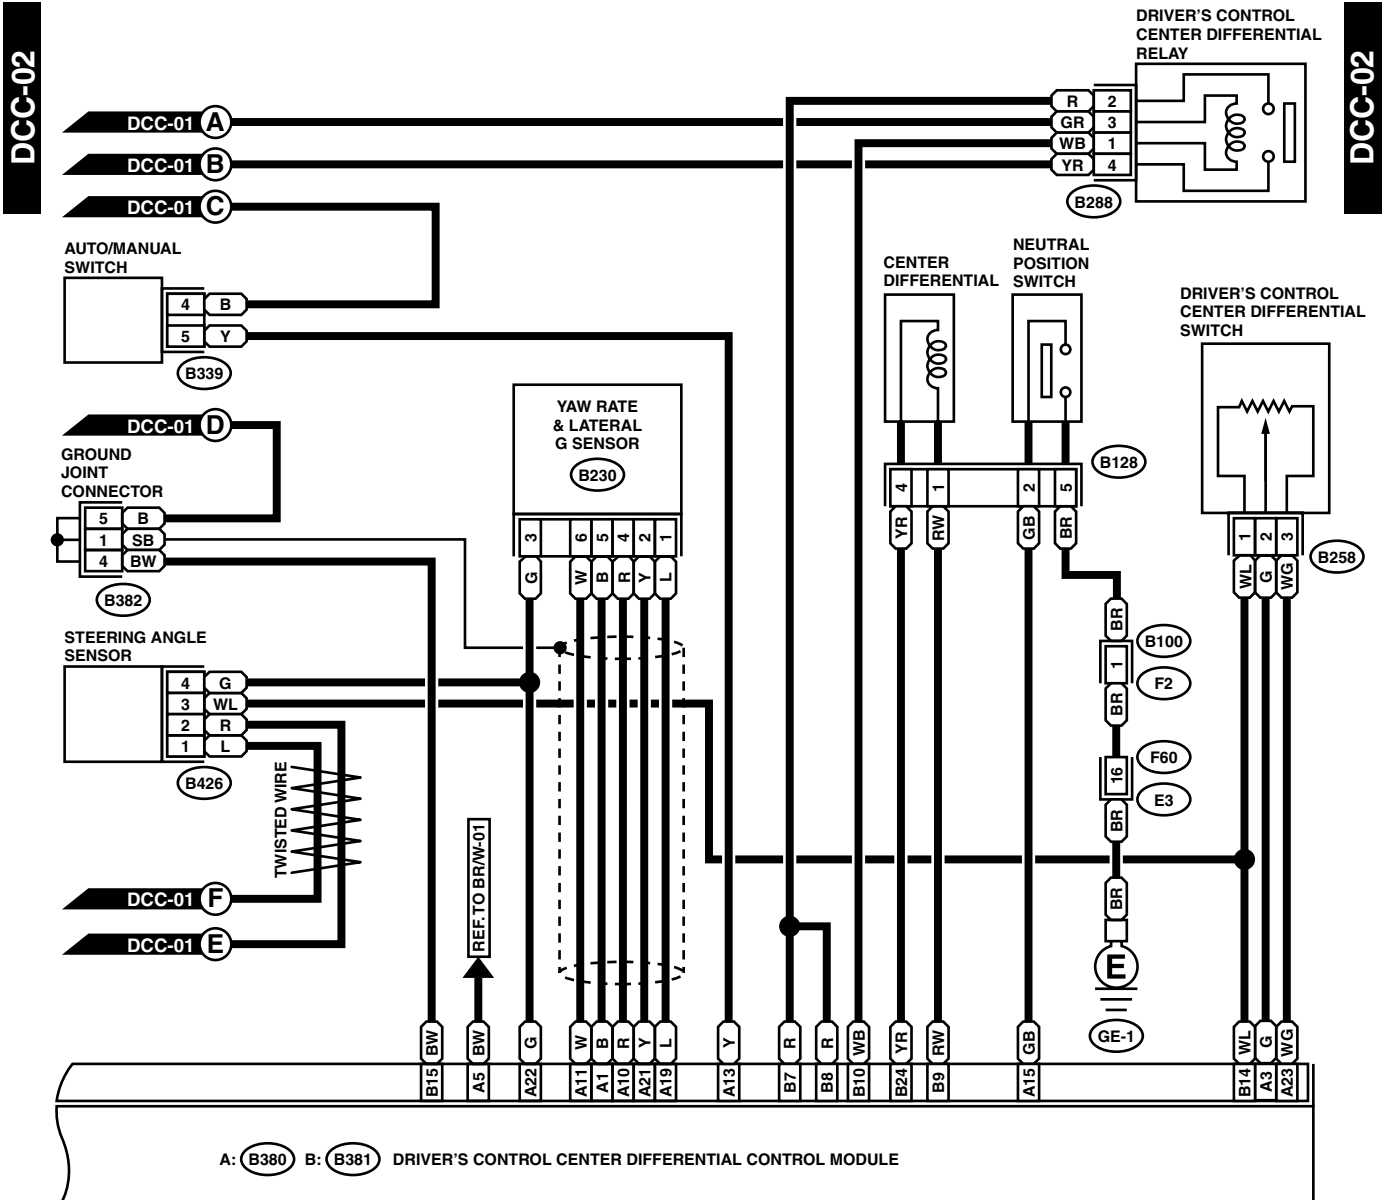 DCC-02
DCC-02
DRIVER'S CONTROL
CENTER DIFFERENTIAL
RELAY
DCC-01 A
DCC-01 B
DCC-01 C
R 2
GR 3
WB 1
YR 4
B288
AUTO/MANUAL
SWITCH
4 B
5 Y
B339
CENTER
DIFFERENTIAL
NEUTRAL
POSITION
SWITCH
DRIVER'S CONTROL
CENTER DIFFERENTIAL
SWITCH
DCC-01 D
GROUND
JOINT
CONNECTOR
5 B
1 SB
4 BW
B382
YAW RATE
& LATERAL
G SENSOR
B230
3 6 5 4 2 1
G W B R Y L
B128
4 1 2 5
YR RW GB BR
1 2 3
WL G WG
B258
STEERING ANGLE
SENSOR
4 G
3 WL
2 R
1 L
B426
TWISTED WIRE
BR
B100
1
F2
BR
F60
16
E3
BR
BR
E
GE-1
REF. TO BR/W-01
DCC-01 F
DCC-01 E
BW BW G W B R Y L Y R R WB YR RW GB WL G WG
B15 A5 A22 A11 A1 A10 A21 A19 A13 B7 B8 B10 B24 B9 A15 B14 A3 A23
A: B380 B: B381 DRIVER'S CONTROL CENTER DIFFERENTIAL CONTROL MODULE